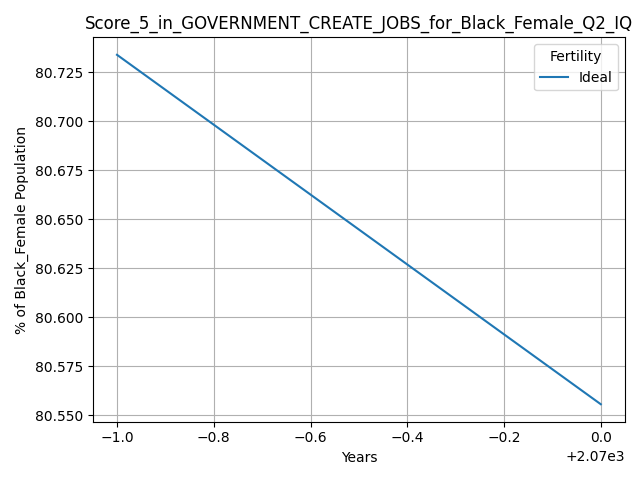 Score_5_in_GOVERNMENT_CREATE_JOBS_for_Black_Female_Q2_IQ
80.725
80.700
80.675
80.650
80.625
80.600
80.575
80.550
% of Black_Female Population
Fertility
Ideal
−1.0 −0.8 −0.6 −0.4 −0.2 0.0
+2.07e3
Years